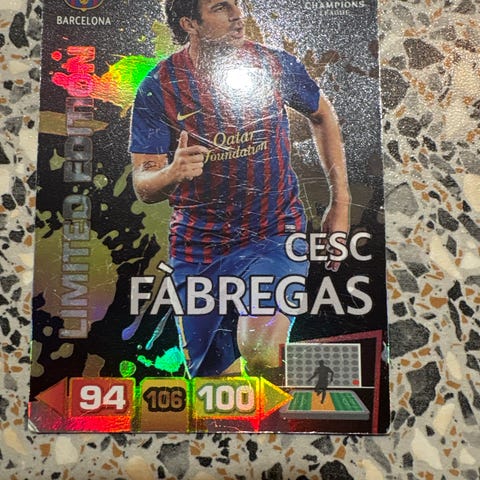 BARCELONA
CHAMPIONS
LEAGUE
LIMITED EDITION
Qatar
Foundation
CESC
FÀBREGAS
94
106
100